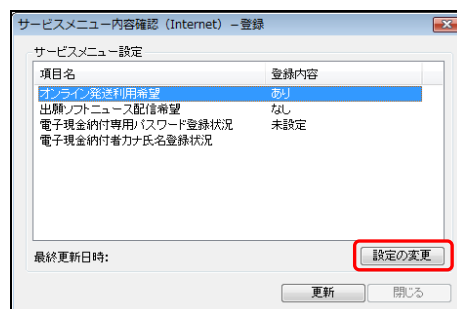 サービスメニュー内容確認（Internet）－登録
サービスメニュー設定
項目名 登録内容
オンライン発送利用希望 あり
出願ソフトニュース配信希望 なし
電子現金納付専用パスワード登録状況 未設定
電子現金納付者カナ氏名登録状況
最終更新日時:
設定の変更
更新 閉じる